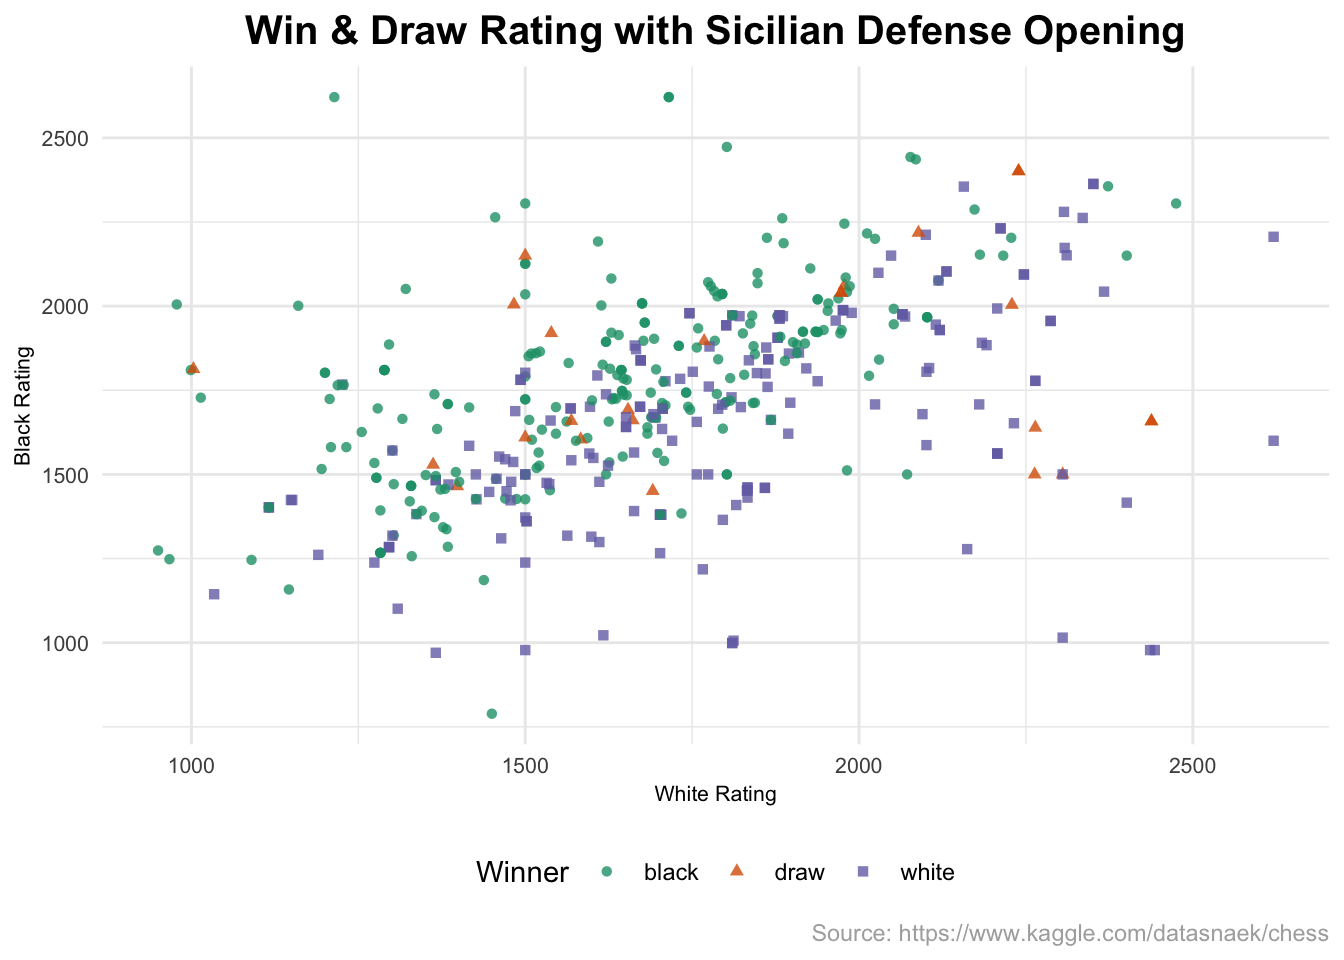 Win & Draw Rating with Sicilian Defense Opening
2500
2000
1500
1000
Black Rating
1000 1500 2000 2500
White Rating
Winner black draw white
Source: https://www.kaggle.com/datasnaek/chess